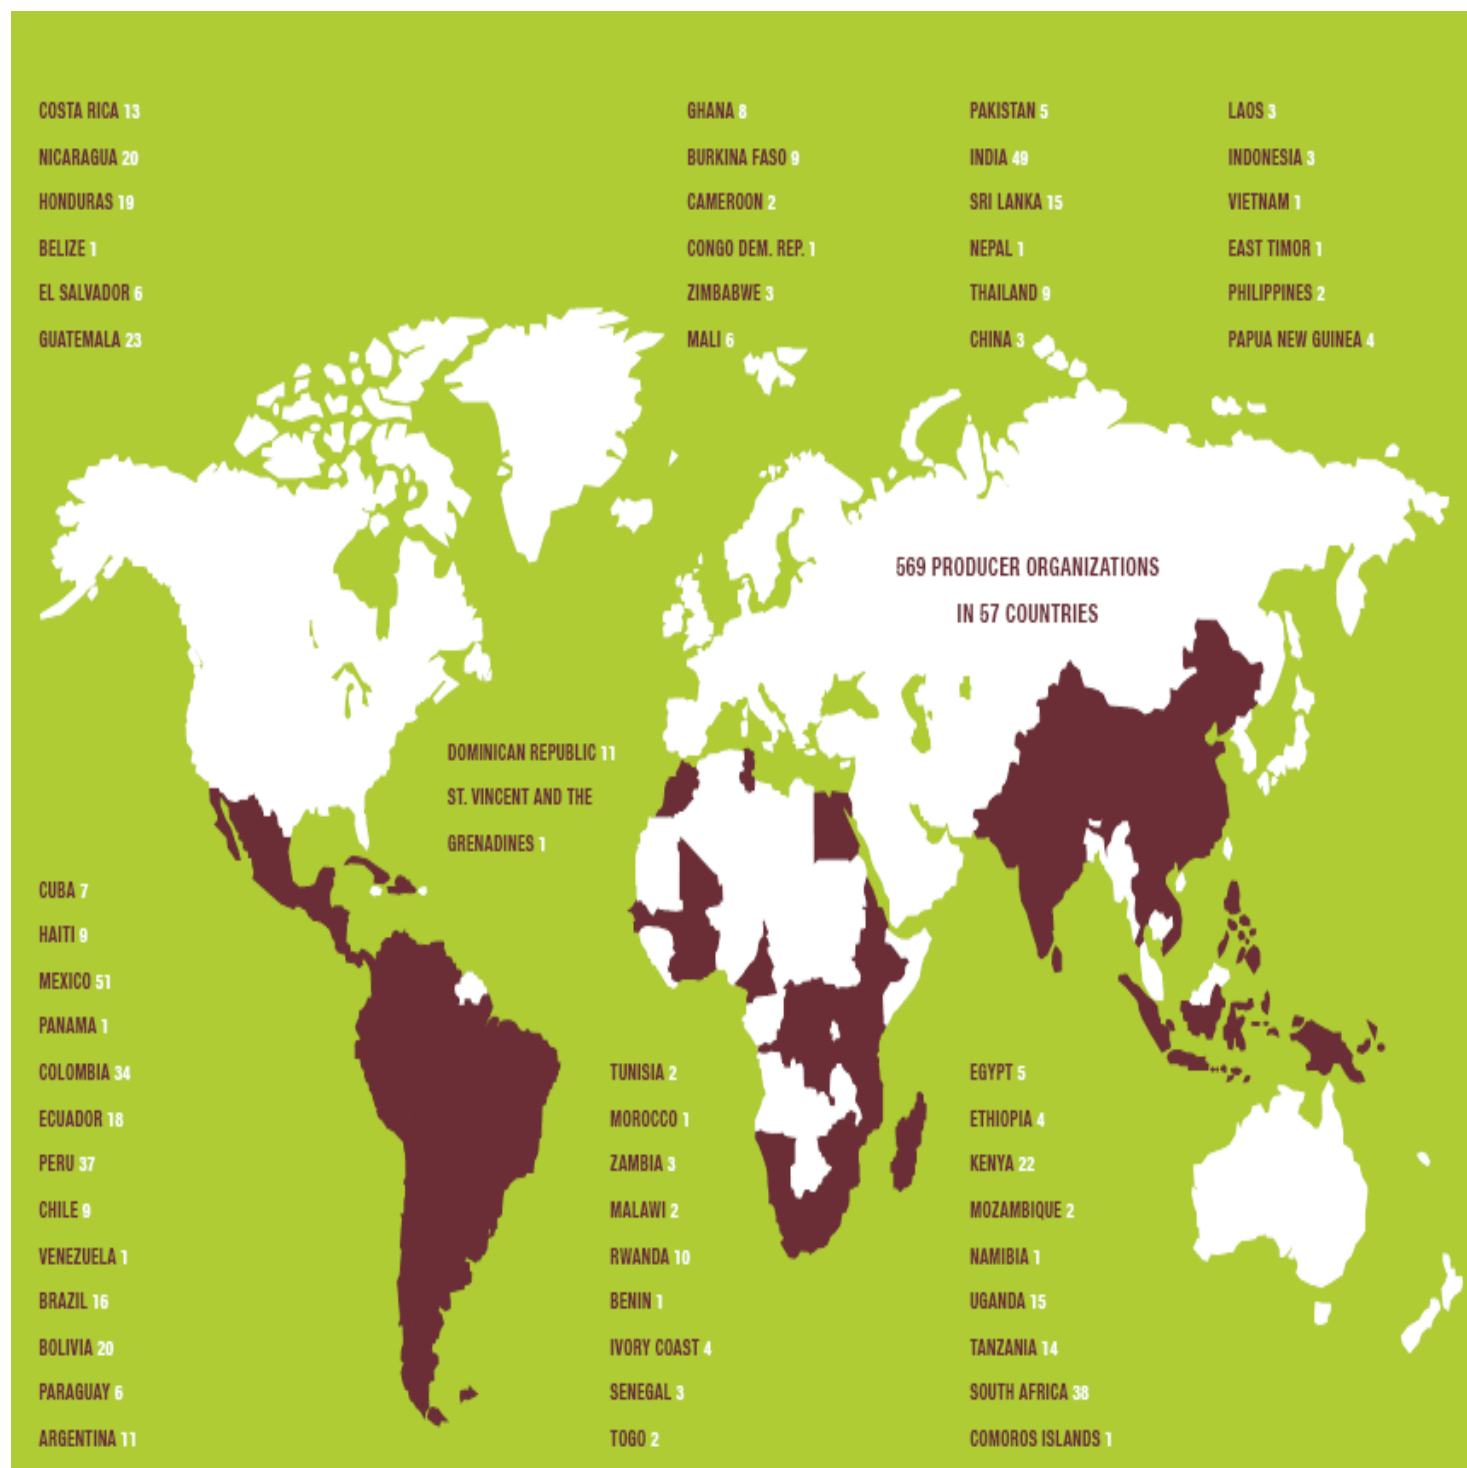 COSTA RICA 13
NICARAGUA 20
HONDURAS 19
BELIZE 1
EL SALVADOR 6
GUATEMALA 23
GHANA 8
BURKINA FASO 9
CAMEROON 2
CONGO DEM. REP. 1
ZIMBABWE 3
MALI 6
PAKISTAN 5
INDIA 49
SRI LANKA 15
NEPAL 1
THAILAND 9
CHINA 3
LAOS 3
INDONESIA 3
VIETNAM 1
EAST TIMOR 1
PHILIPPINES 2
PAPUA NEW GUINEA 4
569 PRODUCER ORGANIZATIONS
IN 57 COUNTRIES
DOMINICAN REPUBLIC 11
ST. VINCENT AND THE
GRENADINES 1
CUBA 7
HAITI 9
MEXICO 51
PANAMA 1
COLOMBIA 34
ECUADOR 18
PERU 37
CHILE 9
VENEZUELA 1
BRAZIL 16
BOLIVIA 20
PARAGUAY 6
ARGENTINA 11
TUNISIA 2
MOROCCO 1
ZAMBIA 3
MALAWI 2
RWANDA 10
BENIN 1
IVORY COAST 4
SENEGAL 3
TOGO 2
EGYPT 5
ETHIOPIA 4
KENYA 22
MOZAMBIQUE 2
NAMIBIA 1
UGANDA 15
TANZANIA 14
SOUTH AFRICA 38
COMOROS ISLANDS 1